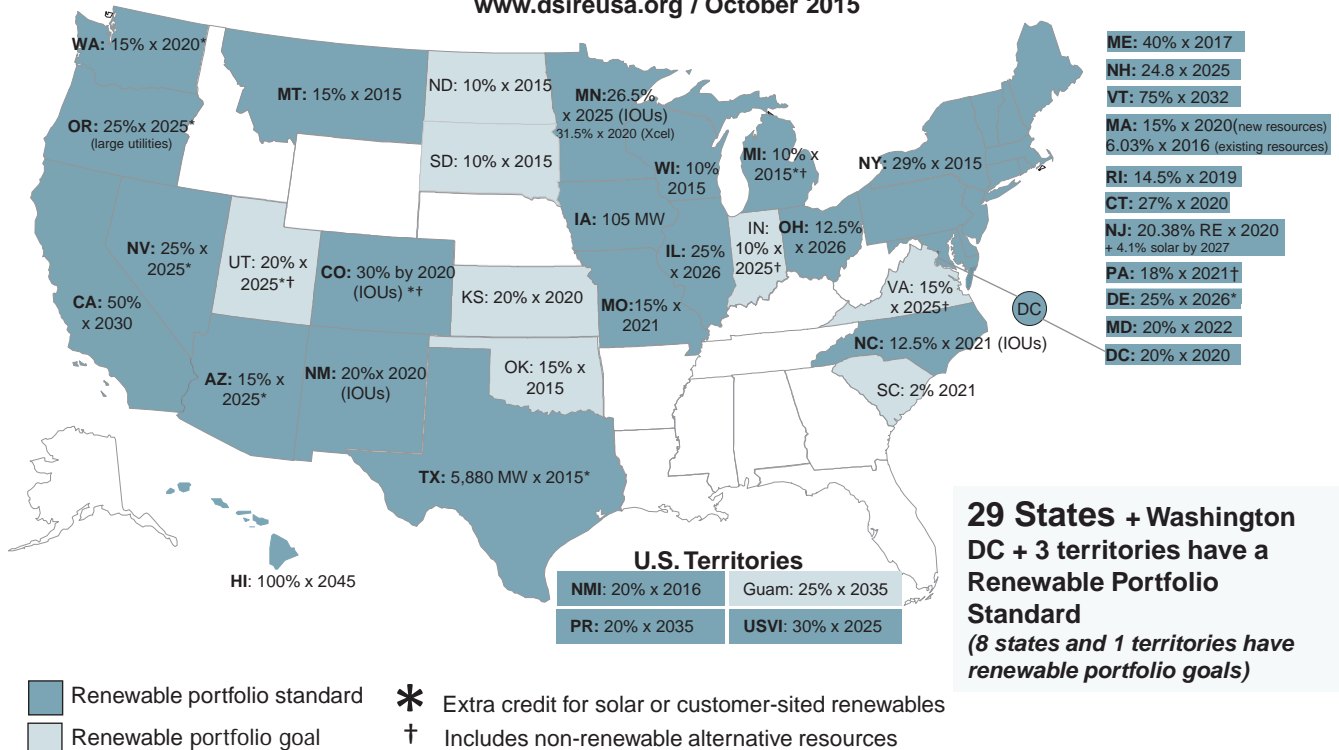 www.dsireusa.org / October 2015
WA: 15% x 2020*
MT: 15% x 2015
ND: 10% x 2015
MN:26.5%
x 2025 (IOUs)
31.5% x 2020 (Xcel)
OR: 25%x 2025*
(large utilities)
SD: 10% x 2015
WI: 10%
2015
MI: 10% x
2015*†
NY: 29% x 2015
NV: 25% x
2025*
UT: 20% x
2025*†
CO: 30% by 2020
(IOUs) *†
IA: 105 MW
IL: 25%
x 2026
IN:
10% x
2025†
OH: 12.5%
x 2026
CA: 50%
x 2030
KS: 20% x 2020
MO:15% x
2021
VA: 15%
x 2025†
DC
NC: 12.5% x 2021 (IOUs)
AZ: 15% x
2025*
NM: 20%x 2020
(IOUs)
OK: 15% x
2015
SC: 2% 2021
TX: 5,880 MW x 2015*
HI: 100% x 2045
ME: 40% x 2017
NH: 24.8 x 2025
VT: 75% x 2032
MA: 15% x 2020(new resources)
6.03% x 2016 (existing resources)
RI: 14.5% x 2019
CT: 27% x 2020
NJ: 20.38% RE x 2020
+ 4.1% solar by 2027
PA: 18% x 2021†
DE: 25% x 2026*
MD: 20% x 2022
DC: 20% x 2020
U.S. Territories
NMI: 20% x 2016
Guam: 25% x 2035
PR: 20% x 2035
USVI: 30% x 2025
29 States + Washington
DC + 3 territories have a
Renewable Portfolio
Standard
(8 states and 1 territories have
renewable portfolio goals)
Renewable portfolio standard
* Extra credit for solar or customer-sited renewables
Renewable portfolio goal
† Includes non-renewable alternative resources